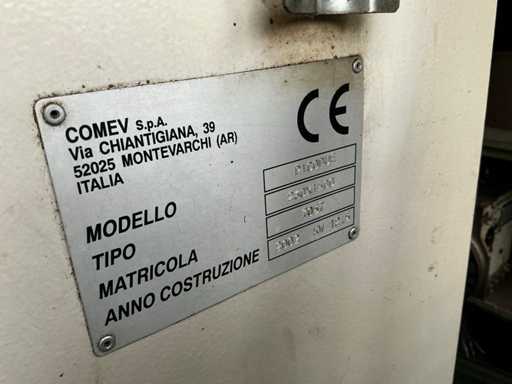 COMEV S.p.A.
Via CHIANTIGIANA, 39
52025 MONTEVARCHI (AR)
ITALIA
CE
MODELLO
TIPO
MATRICOLA
ANNO COSTRUZIONE